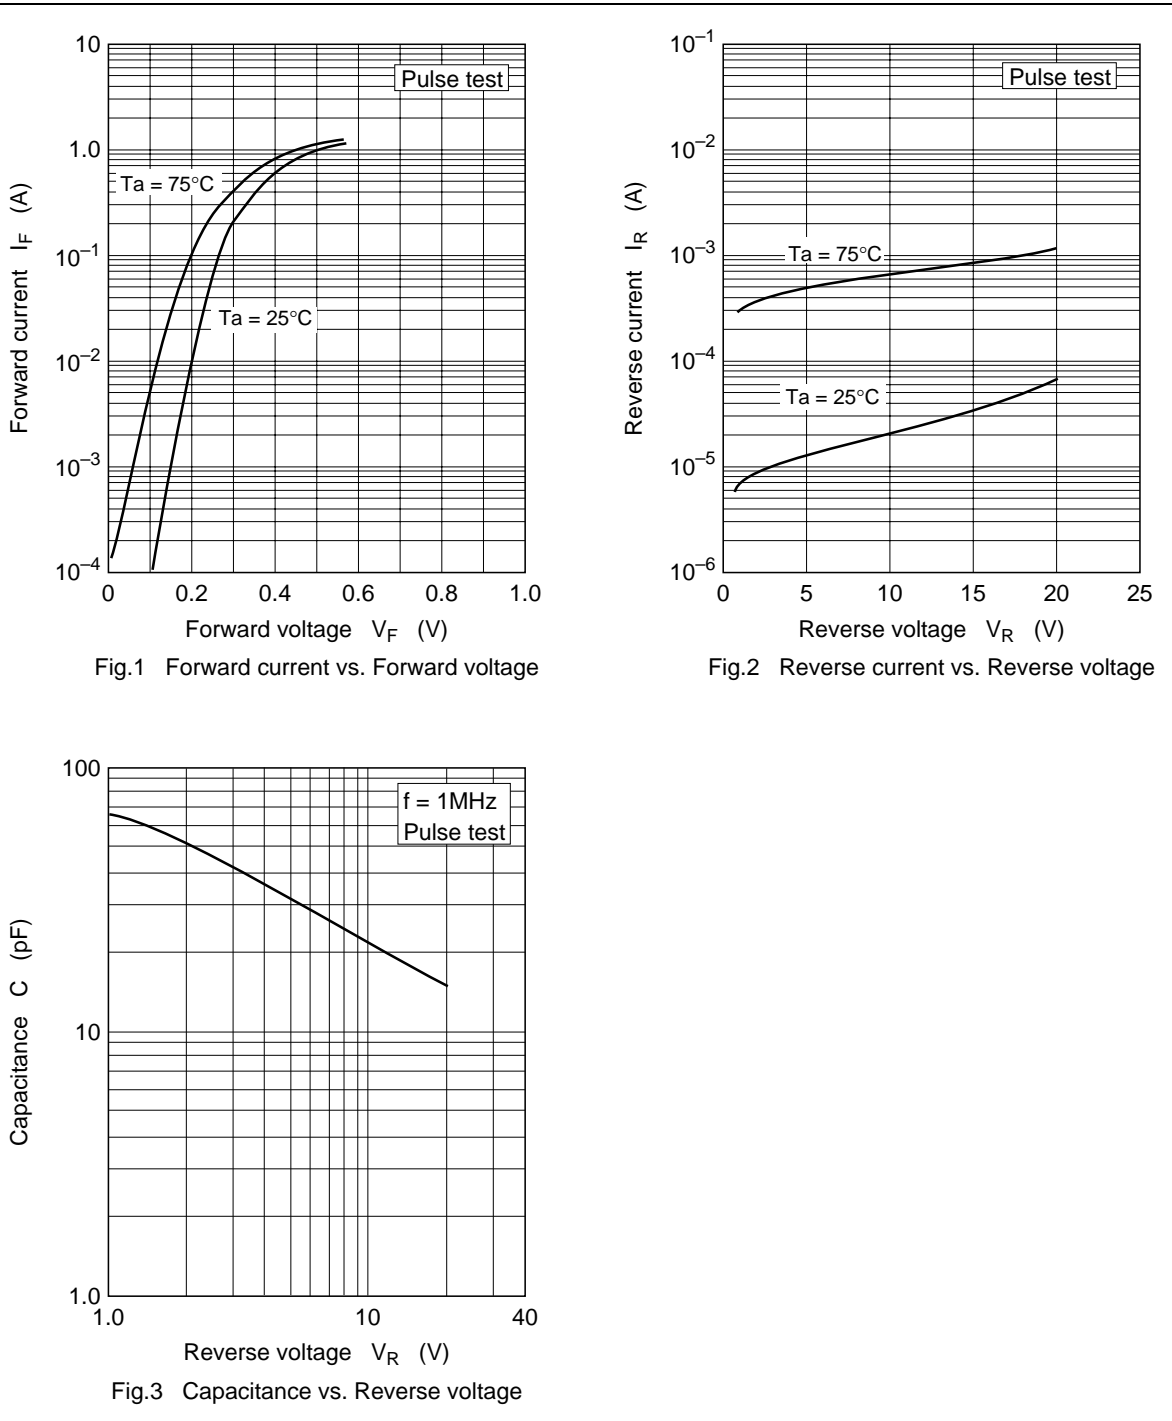 10
1.0
10–1
10–2
10–3
10–4
0
0.2
0.4
0.6
0.8
1.0
Pulse test
Ta = 75°C
Ta = 25°C
Forward current IF (A)
Forward voltage VF (V)
Fig.1 Forward current vs. Forward voltage
10–1
10–2
10–3
10–4
10–5
10–6
0
5
10
15
20
25
Pulse test
Ta = 75°C
Ta = 25°C
Reverse current IR (A)
Reverse voltage VR (V)
Fig.2 Reverse current vs. Reverse voltage
100
10
1.0
1.0
10
40
f = 1MHz
Pulse test
Capacitance C (pF)
Reverse voltage VR (V)
Fig.3 Capacitance vs. Reverse voltage